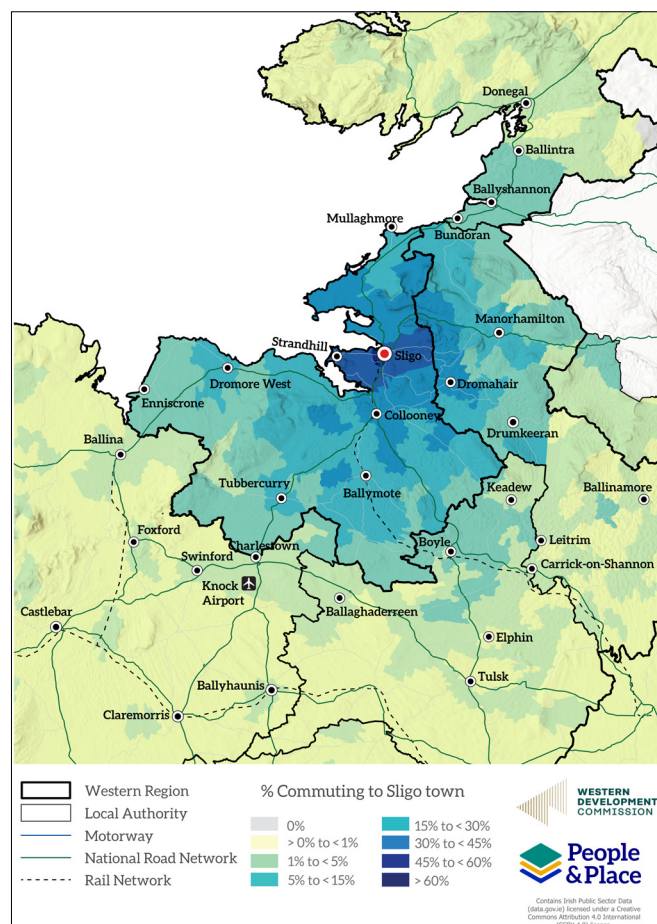 Donegal
Ballintra
Ballyshannon
Mullaghmore
Bundoran
Manorhamilton
Strandhill
Sligo
Dromore West
Dromahair
Enniscrone
Collooney
Drumkeeran
Ballina
Tubbercurry
Ballymote
Keadew
Ballinamore
Foxford
Charlestown
Boyle
Leitrim
Swinford
Carrick-on-Shannon
Knock
Airport
Ballaghaderreen
Castlebar
Elphin
Ballyhaunis
Tulsk
Claremorris
Western Region
Local Authority
Motorway
National Road Network
Rail Network
% Commuting to Sligo town
0%
> 0% to < 1%
1% to < 5%
5% to <15%
15% to < 30%
30% to < 45%
45% to < 60%
> 60%
WESTERN
DEVELOPMENT
COMMISSION
People
&Place
Contains Irish Public Sector Data
(data.gov.ie) licensed under a Creative
Commons Attribution 4.0 International